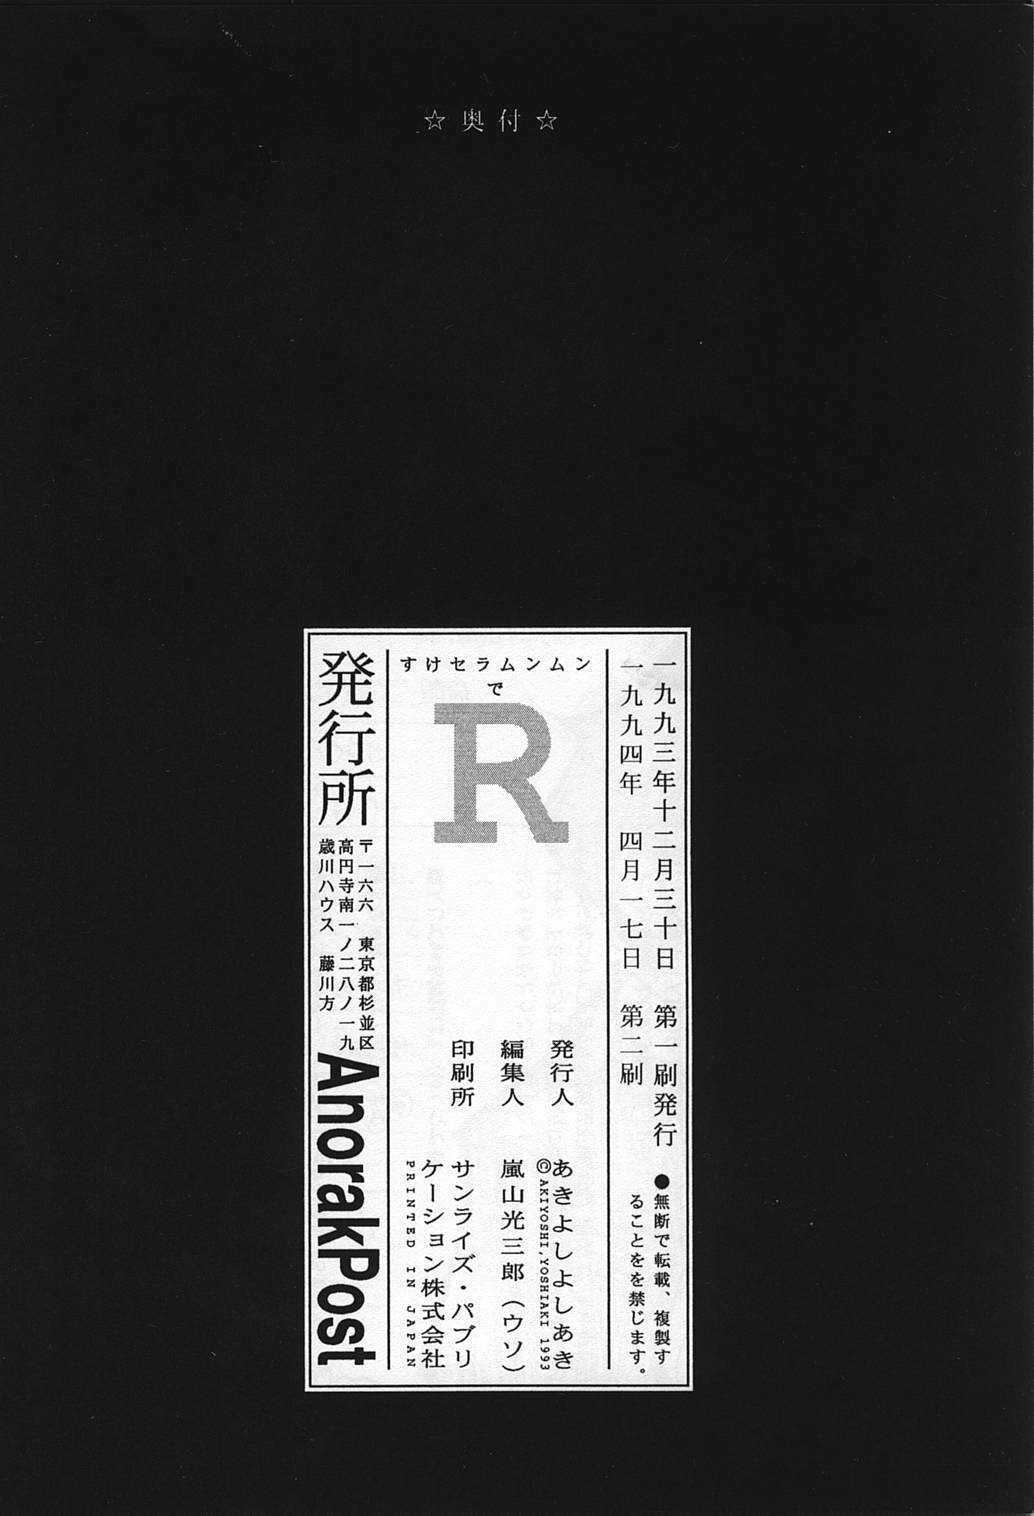 ☆奥付☆
一九九三年十二月三十日　第一刷発行
一九九四年　四月一七日　第二刷
●無断で転載、複製す
ることをを禁じます。
すけセラムンムン
で
R
発行人　あきよしよしあき
©AKIYOSHI,YOSHIAKI 1993
編集人　嵐山光三郎（ウソ）
印刷所　サンライズ・パブリ
ケーション株式会社
PRINTED IN JAPAN
発行所
〒一六六　東京都杉並区
高円寺南一ノ二八ノ一九
歳川ハウス　藤川方
AnorakPost